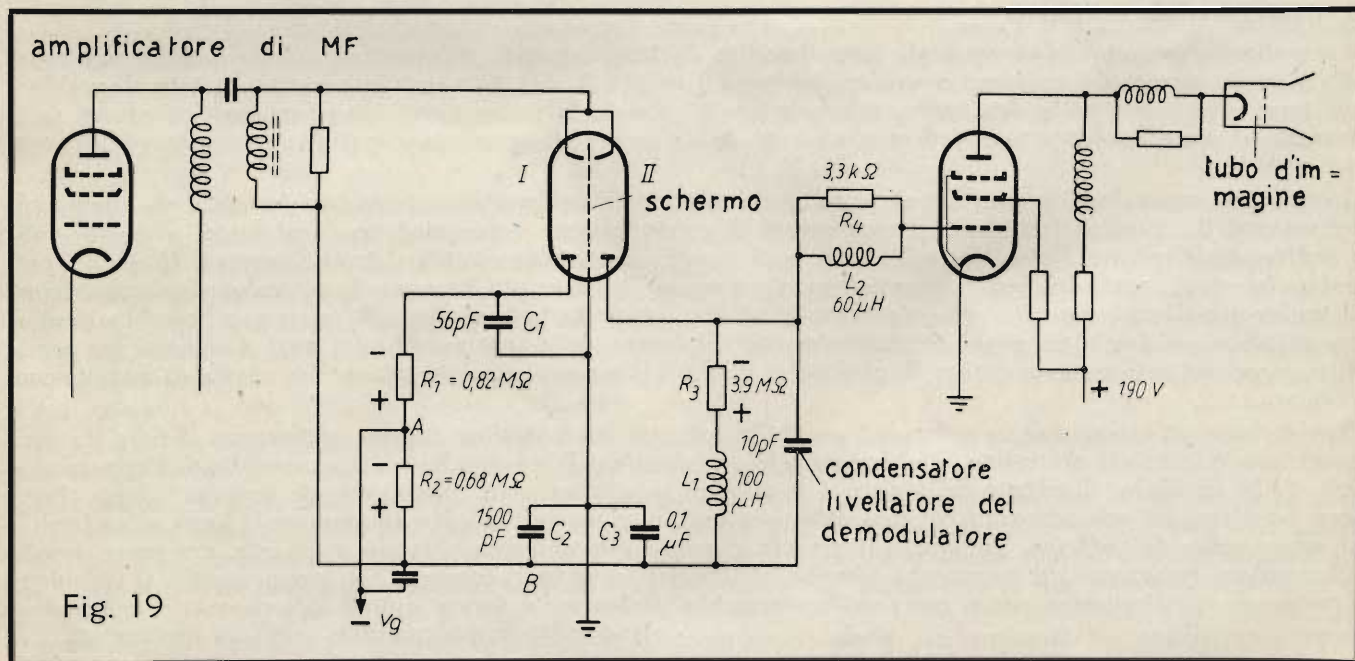 amplificatore di MF
I
II
schermo
3,3 kΩ
R4
L2
60µH
tubo d'im=
magine
56pF
C1
R1 = 0,82 MΩ
A
R2=0,68 MΩ
R3
3,9 MΩ
+ 190 V
10pF
L1
100
µH
condensatore
livellatore del
demodulatore
1500
pF
C2
C3
0,1
µF
B
Vg
Fig. 19